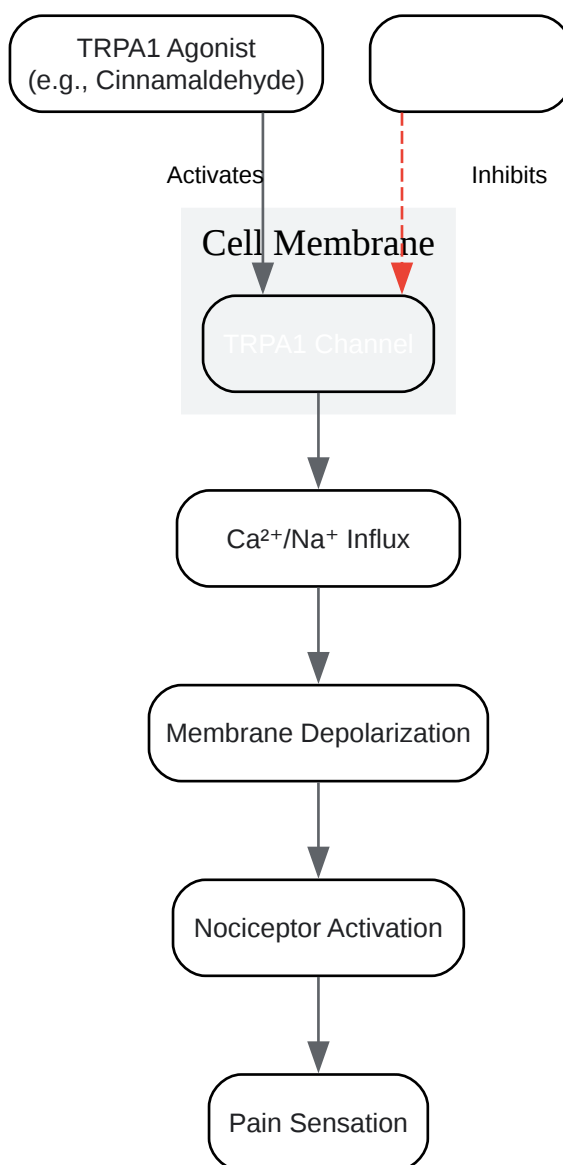 TRPA1 Agonist
(e.g., Cinnamaldehyde)
Activates
Inhibits
Cell Membrane
TRPA1 Channel
Ca²⁺/Na⁺ Influx
Membrane Depolarization
Nociceptor Activation
Pain Sensation